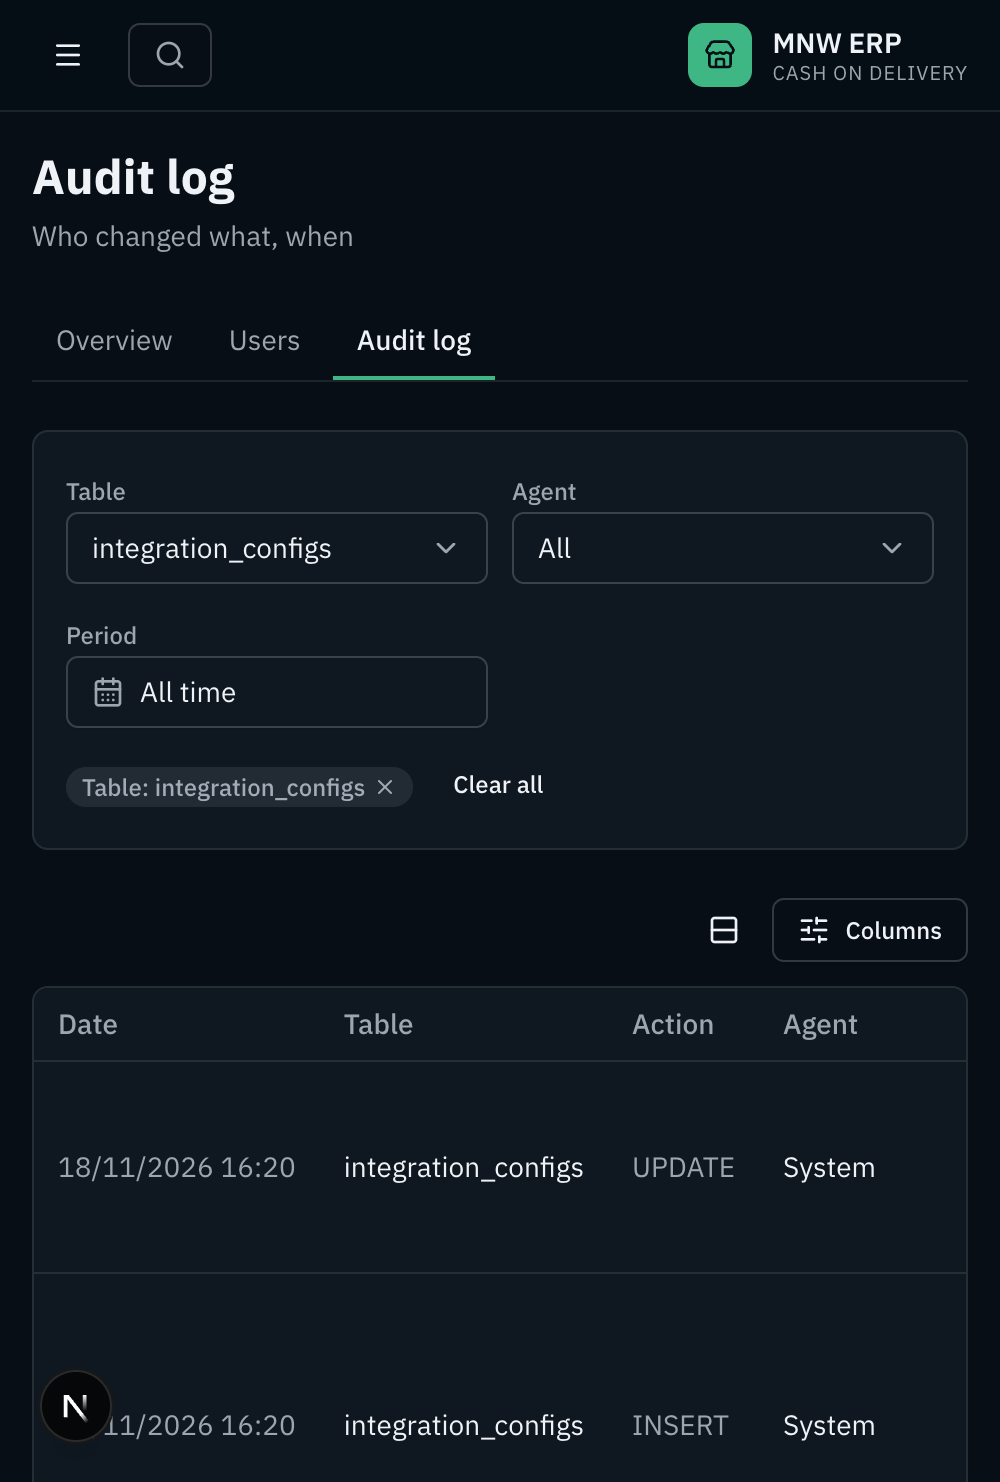 MNW ERP
CASH ON DELIVERY
Audit log
Who changed what, when
Overview Users Audit log
Table Agent
integration_configs All
Period
All time
Table: integration_configs Clear all
Columns
Date Table Action Agent
18/11/2026 16:20 integration_configs UPDATE System
11/2026 16:20 integration_configs INSERT System
N